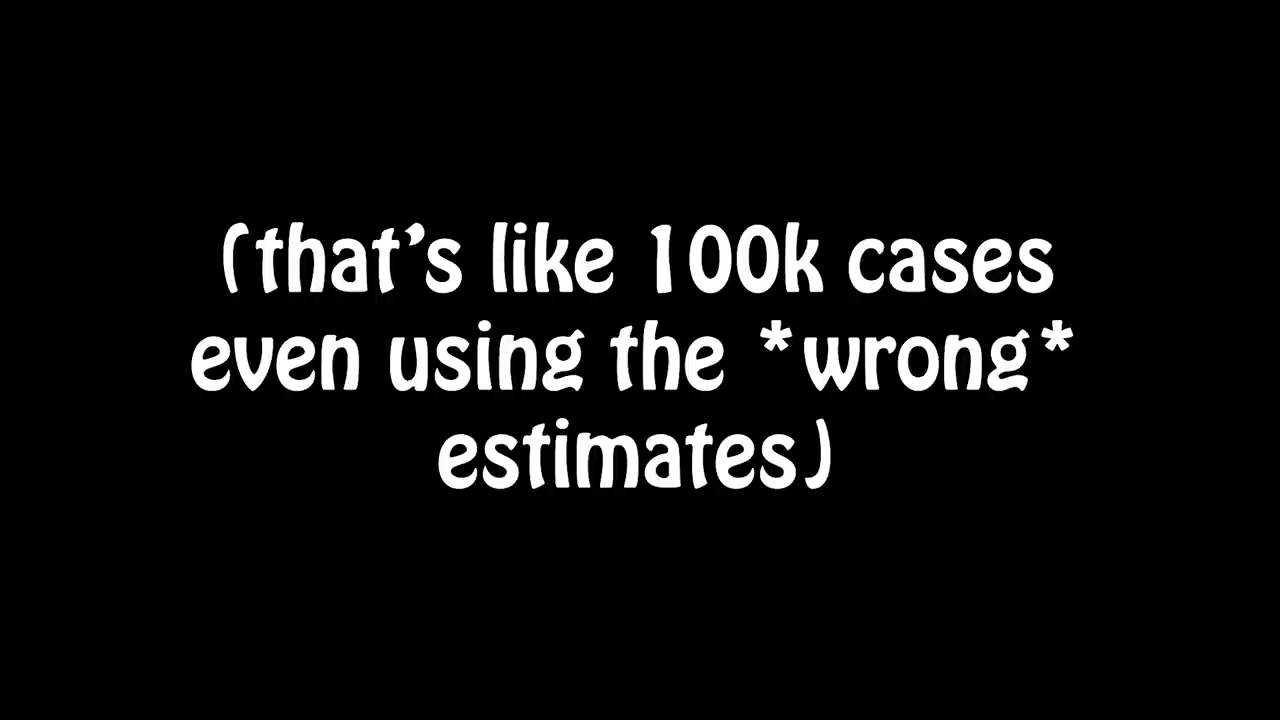 (that’s like 100k cases
even using the *wrong*
estimates)